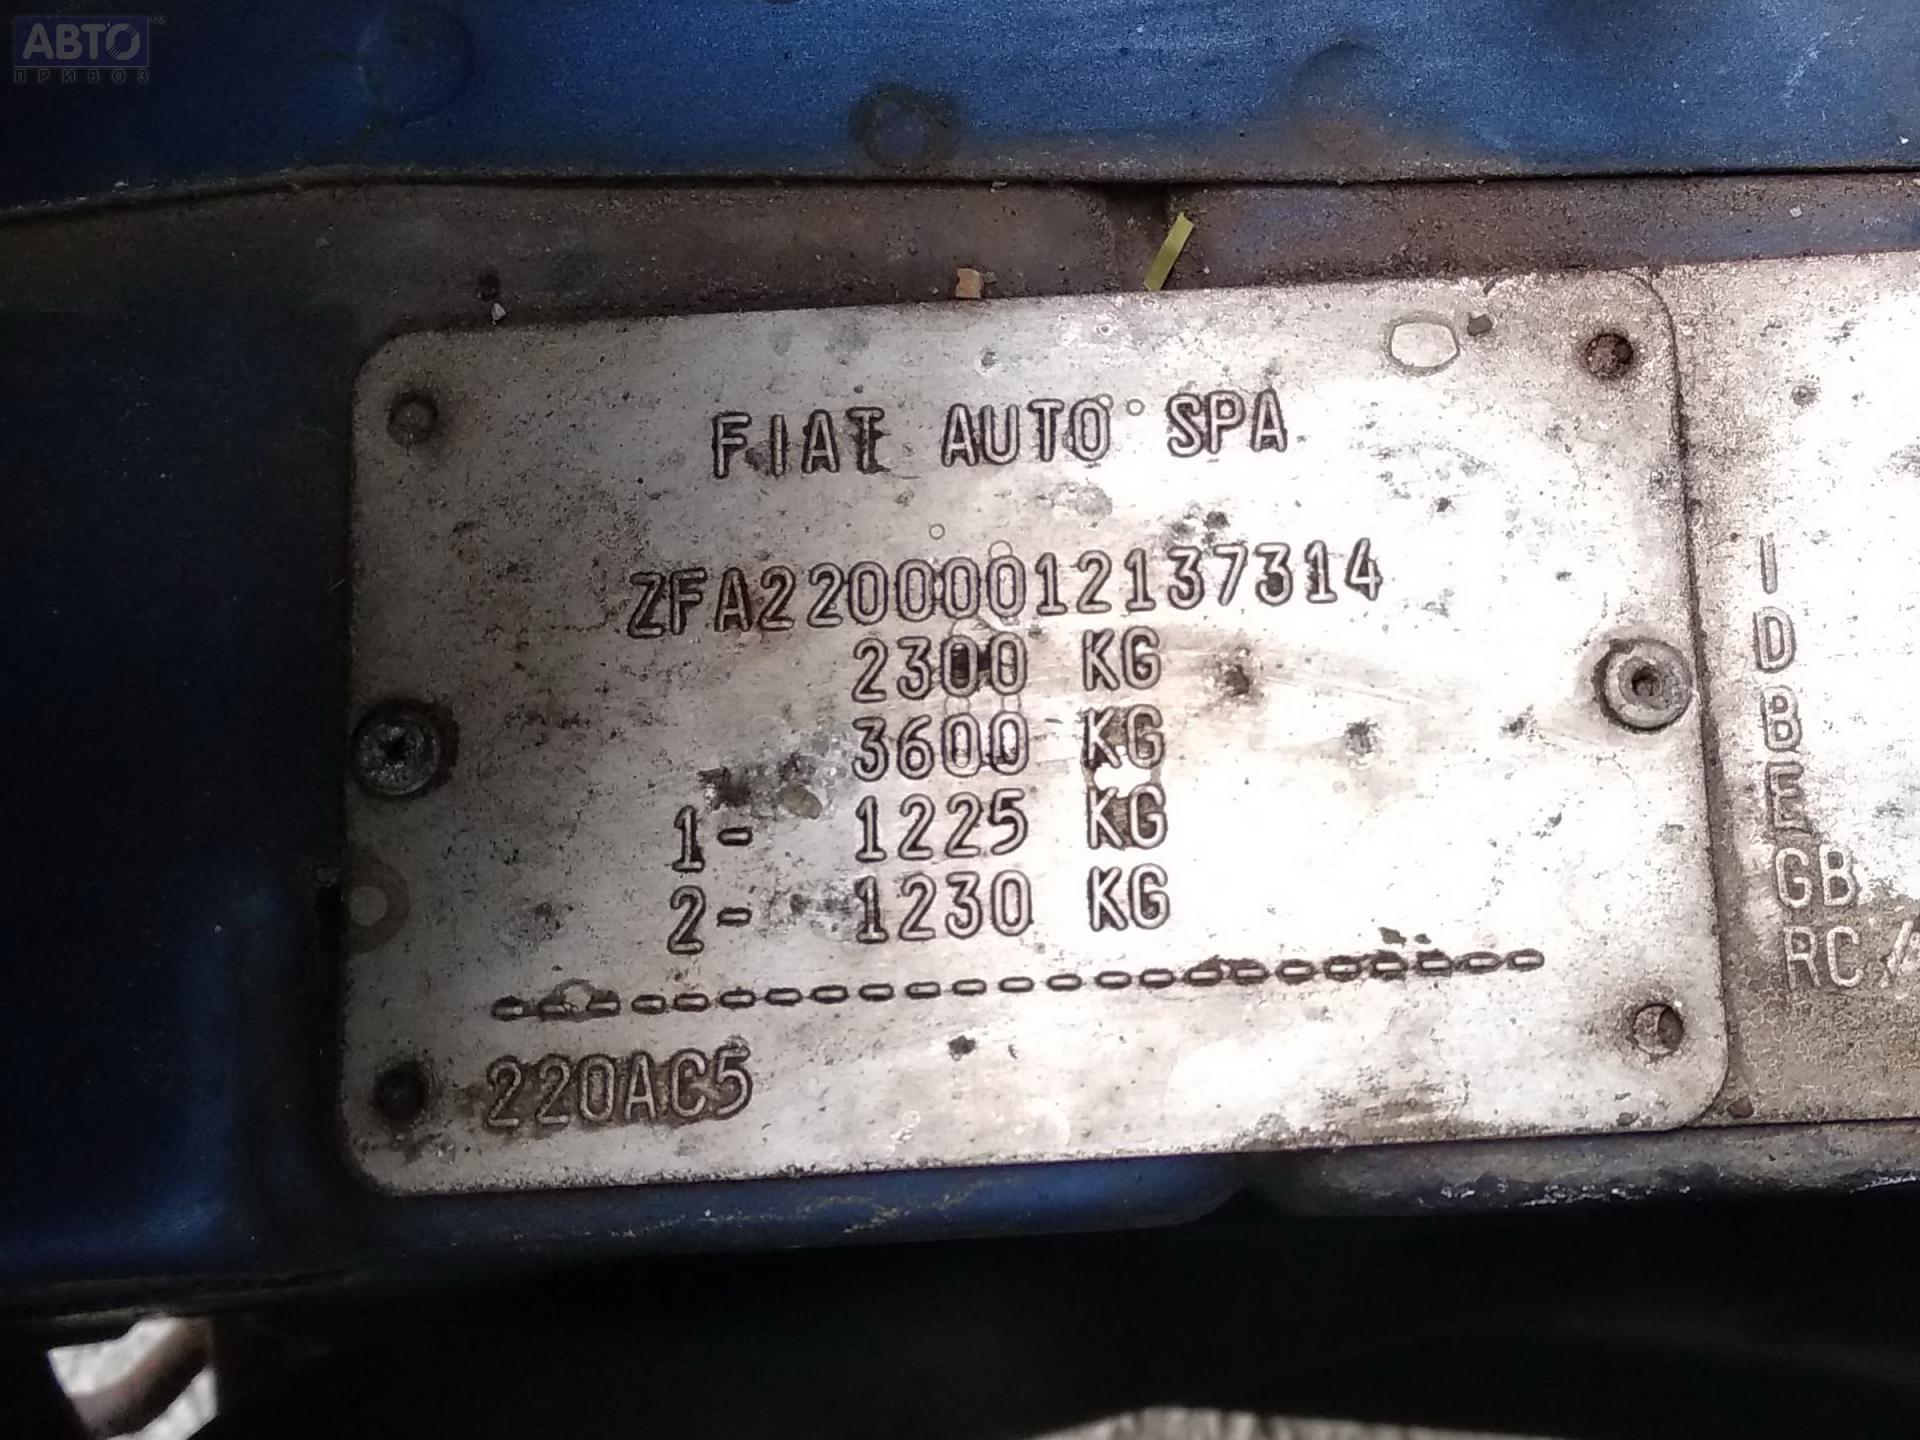 АВТО
ПРИВОЗ
FIAT AUTO SPA
ZFA22000012137314
2300 KG
3600 KG
1- 1225 KG
2- 1230 KG
--------------------
220AC5
I
D
B
F
GB
RC